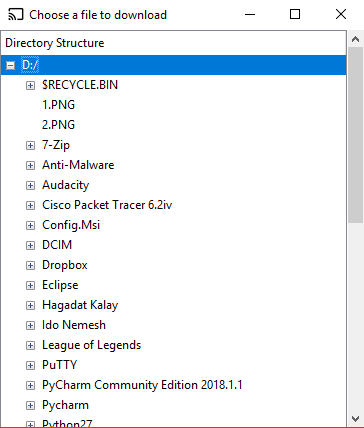 Choose a file to download
Directory Structure
D:/
$RECYCLE.BIN
1.PNG
2.PNG
7-Zip
Anti-Malware
Audacity
Cisco Packet Tracer 6.2iv
Config.Msi
DCIM
Dropbox
Eclipse
Hagadat Kalay
Ido Nemesh
League of Legends
PuTTY
PyCharm Community Edition 2018.1.1
Pycharm
Python27